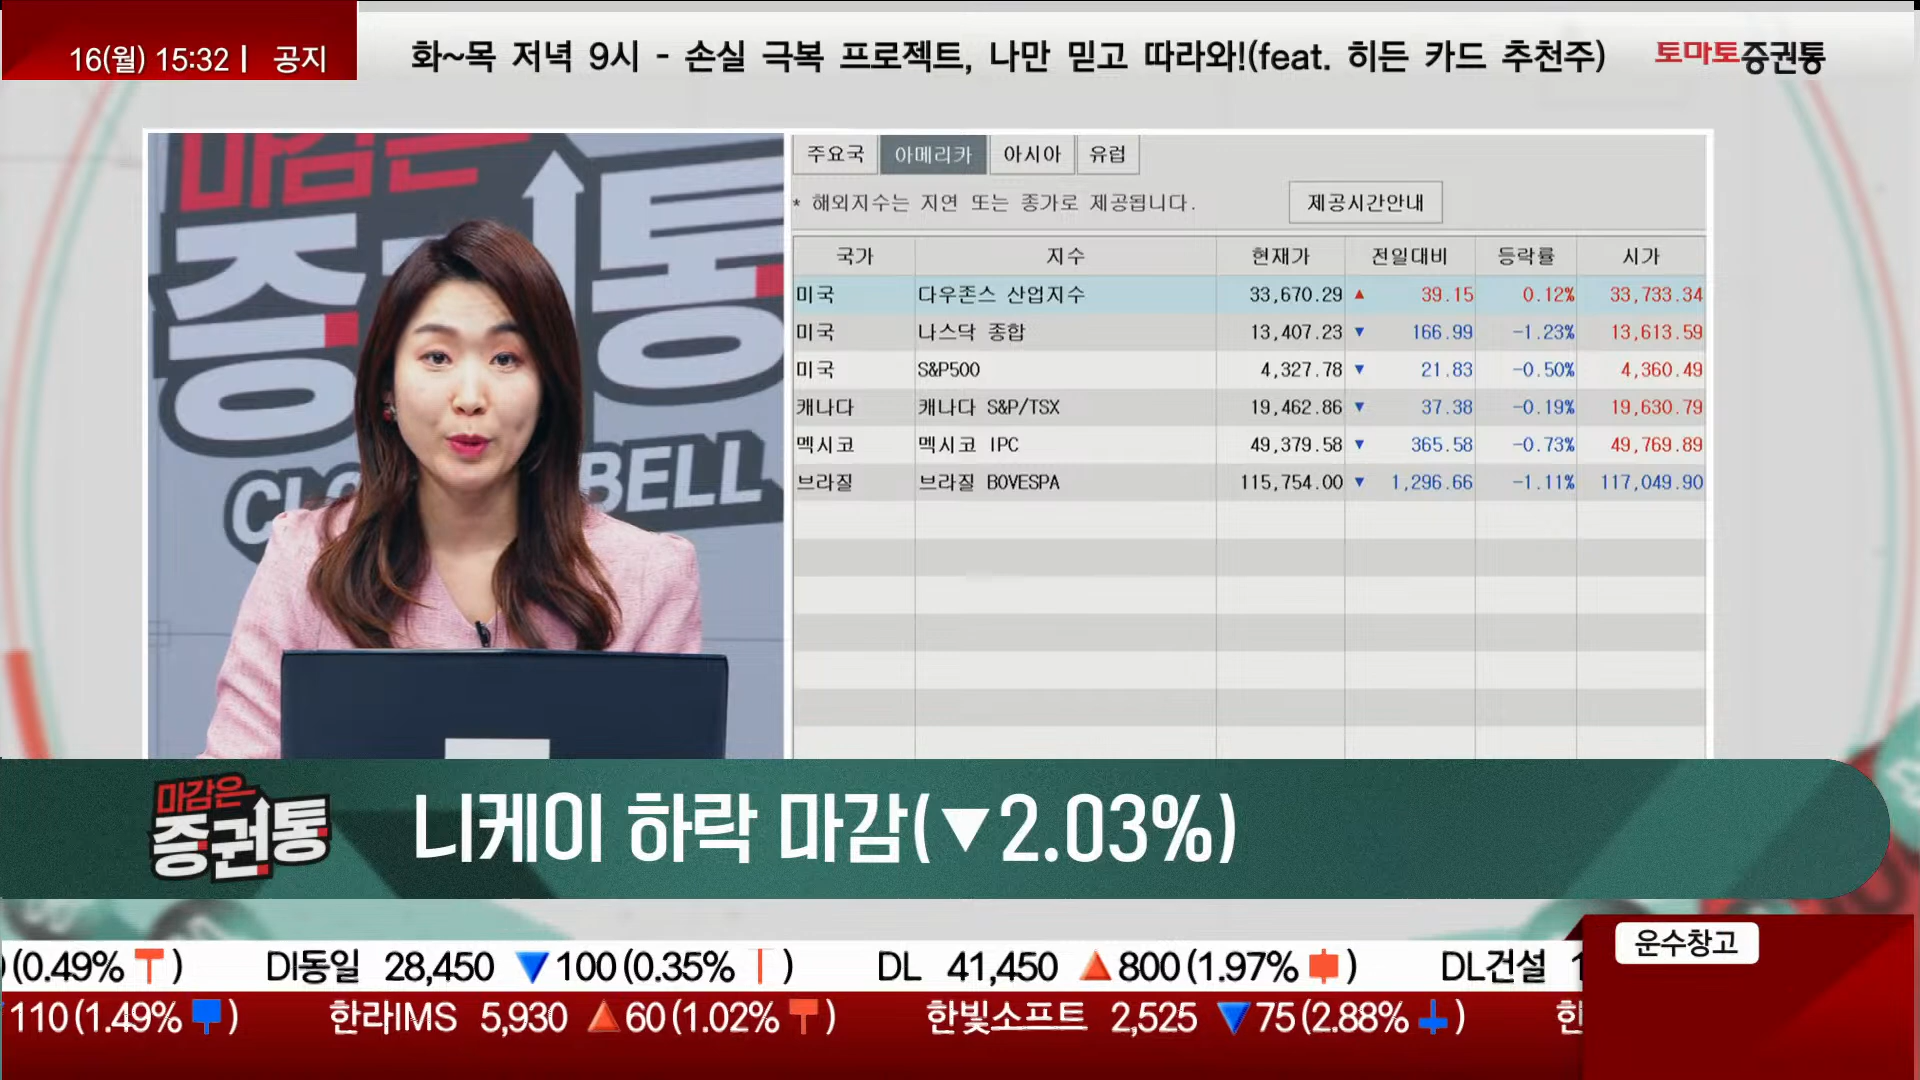 16(월) 15:32 | 공지
화~목 저녁 9시 - 손실 극복 프로젝트, 나만 믿고 따라와!(feat. 히든 카드 추천주)
토마토증권통
마감은
증권통
BELL
주요국 아메리카 아시아 유럽
* 해외지수는 지연 또는 종가로 제공됩니다. 제공시간안내
국가 지수 현재가 전일대비 등락률 시가
미국 다우존스 산업지수 33,670.29 ▲ 39.15 0.12% 33,733.34
미국 나스닥 종합 13,407.23 ▼ 166.99 -1.23% 13,613.59
미국 S&P500 4,327.78 ▼ 21.83 -0.50% 4,360.49
캐나다 캐나다 S&P/TSX 19,462.86 ▼ 37.38 -0.19% 19,630.79
멕시코 멕시코 IPC 49,379.58 ▼ 365.58 -0.73% 49,769.89
브라질 브라질 BOVESPA 115,754.00 ▼ 1,296.66 -1.11% 117,049.90
마감은
증권통
니케이 하락 마감(▼2.03%)
(0.49%) DI동일 28,450 ▼100(0.35%) DL 41,450 ▲800(1.97%) DL건설
운수창고
110(1.49%) 한라IMS 5,930 ▲60(1.02%) 한빛소프트 2,525 ▼75(2.88%) 한